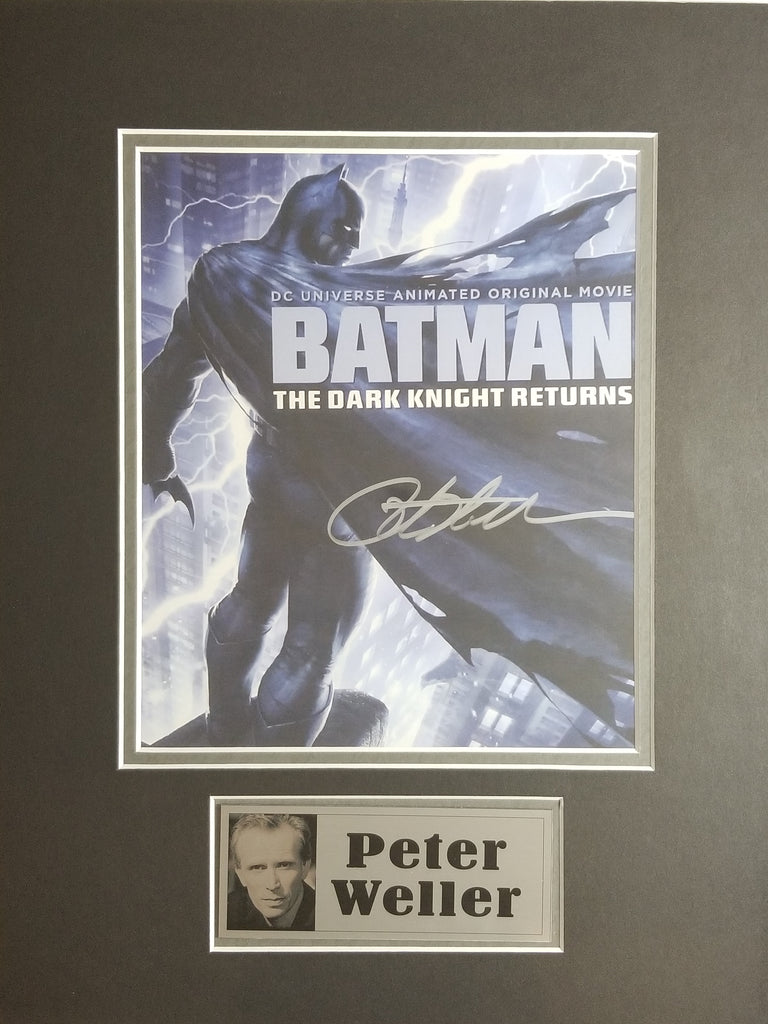 DC UNIVERSE ANIMATED ORIGINAL MOVIE
BATMAN
THE DARK KNIGHT RETURNS
Peter
Weller